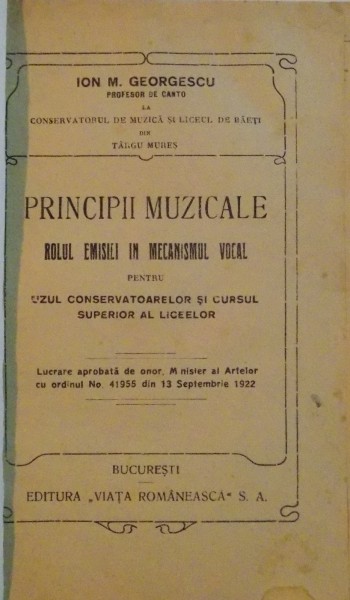 ION M. GEORGESCU
PROFESOR DE CANTO
LA
CONSERVATORUL DE MUZICĂ ȘI LICEUL DE BĂEȚI
DIN
TÂRGU MUREȘ
PRINCIPII MUZICALE
ROLUL EMISIEI IN MECANISMUL VOCAL
PENTRU
UZUL CONSERVATOARELOR ȘI CURSUL
SUPERIOR AL LICEELOR
Lucrare aprobată de onor. Minister al Artelor
cu ordinul No. 41955 din 13 Septembrie 1922
BUCUREȘTI
EDITURA „VIAȚA ROMÂNEASCĂ" S. A.